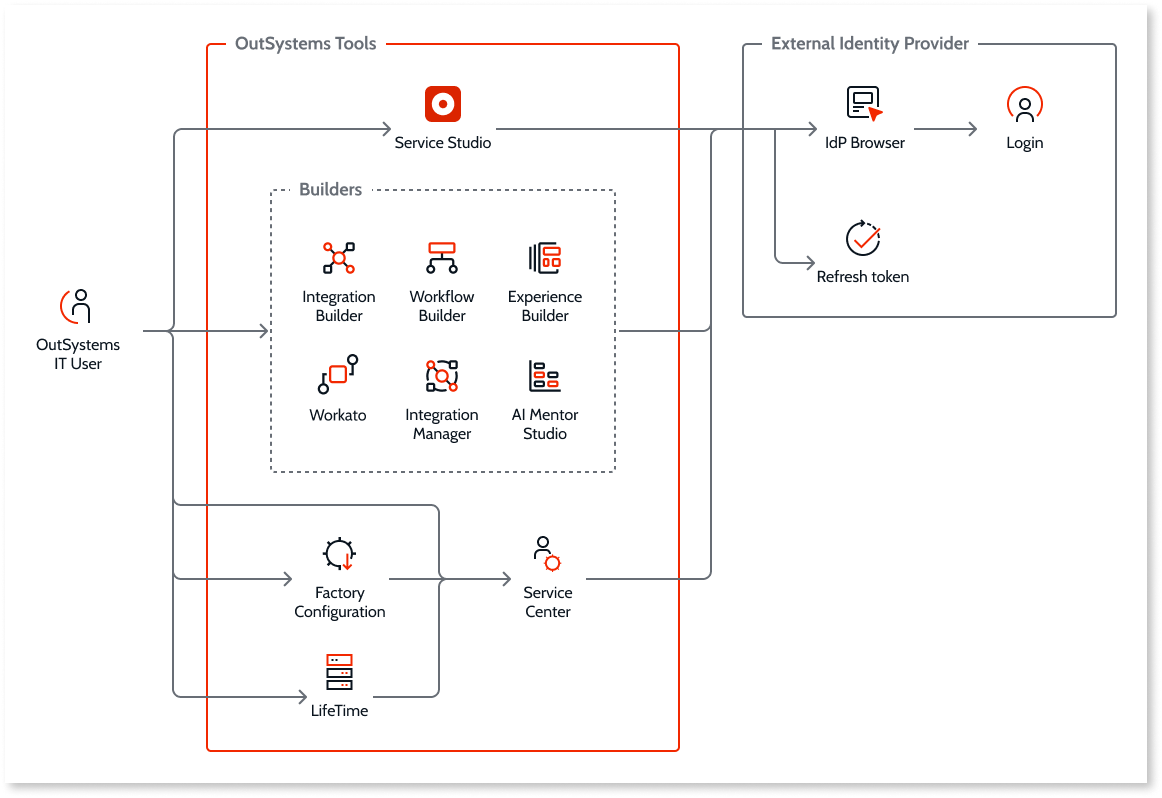 OutSystems Tools
External Identity Provider
Service Studio
IdP Browser
Login
Builders
Integration
Builder
Workflow
Builder
Experience
Builder
Refresh token
OutSystems
IT User
Workato
Integration
Manager
AI Mentor
Studio
Factory
Configuration
Service
Center
LifeTime